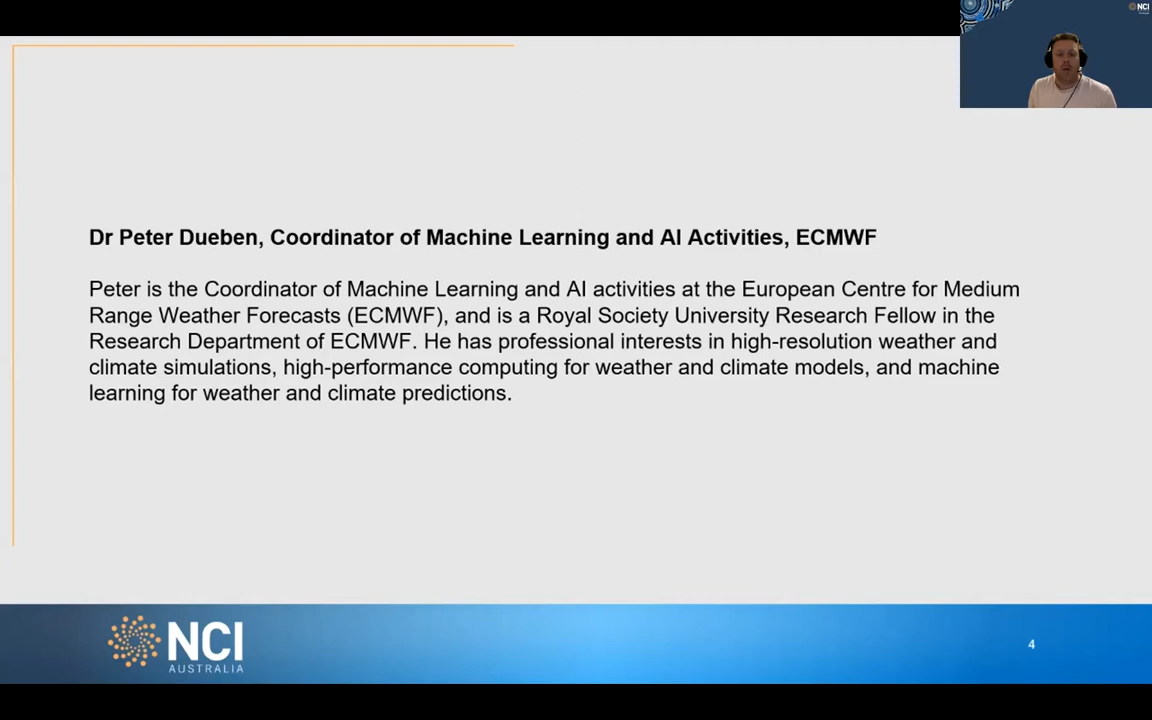 NCI
Dr Peter Dueben, Coordinator of Machine Learning and AI Activities, ECMWF
Peter is the Coordinator of Machine Learning and AI activities at the European Centre for Medium
Range Weather Forecasts (ECMWF), and is a Royal Society University Research Fellow in the
Research Department of ECMWF. He has professional interests in high-resolution weather and
climate simulations, high-performance computing for weather and climate models, and machine
learning for weather and climate predictions.
NCI
AUSTRALIA
4